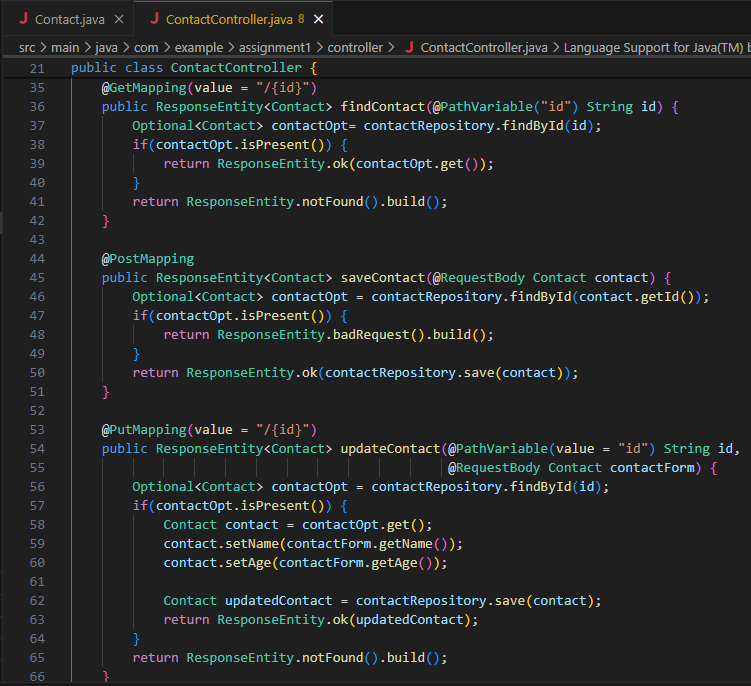 J Contact.java ×
J ContactController.java 8 ×
src > main > java > com > example > assignment1 > controller > J ContactController.java > Language Support for Java(TM) b
21 public class ContactController {
35     @GetMapping(value = "/{id}")
36     public ResponseEntity<Contact> findContact(@PathVariable("id") String id) {
37         Optional<Contact> contactOpt= contactRepository.findById(id);
38         if(contactOpt.isPresent()) {
39             return ResponseEntity.ok(contactOpt.get());
40         }
41         return ResponseEntity.notFound().build();
42     }
43
44     @PostMapping
45     public ResponseEntity<Contact> saveContact(@RequestBody Contact contact) {
46         Optional<Contact> contactOpt = contactRepository.findById(contact.getId());
47         if(contactOpt.isPresent()) {
48             return ResponseEntity.badRequest().build();
49         }
50         return ResponseEntity.ok(contactRepository.save(contact));
51     }
52
53     @PutMapping(value = "/{id}")
54     public ResponseEntity<Contact> updateContact(@PathVariable(value = "id") String id,
55                                                  @RequestBody Contact contactForm) {
56         Optional<Contact> contactOpt = contactRepository.findById(id);
57         if(contactOpt.isPresent()) {
58             Contact contact = contactOpt.get();
59             contact.setName(contactForm.getName());
60             contact.setAge(contactForm.getAge());
61
62             Contact updatedContact = contactRepository.save(contact);
63             return ResponseEntity.ok(updatedContact);
64         }
65         return ResponseEntity.notFound().build();
66     }